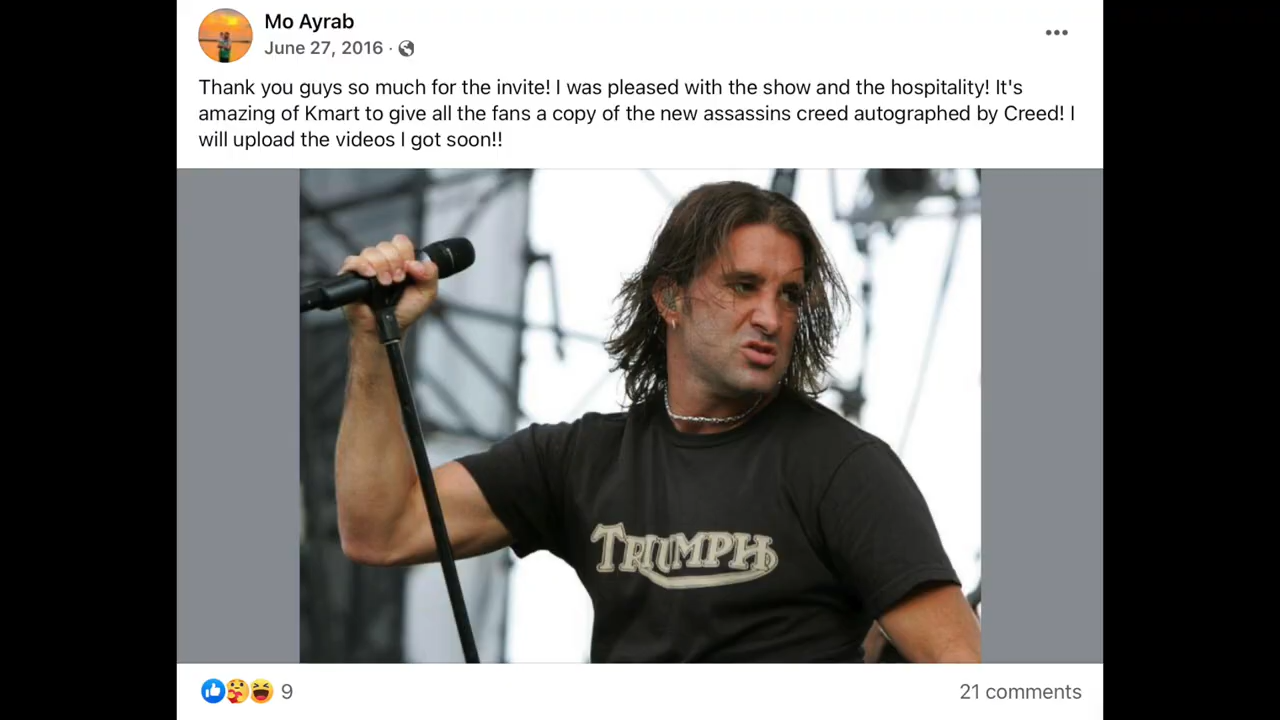 Mo Ayrab
June 27, 2016 ·
Thank you guys so much for the invite! I was pleased with the show and the hospitality! It's
amazing of Kmart to give all the fans a copy of the new assassins creed autographed by Creed! I
will upload the videos I got soon!!
TRIUMPH
9
21 comments